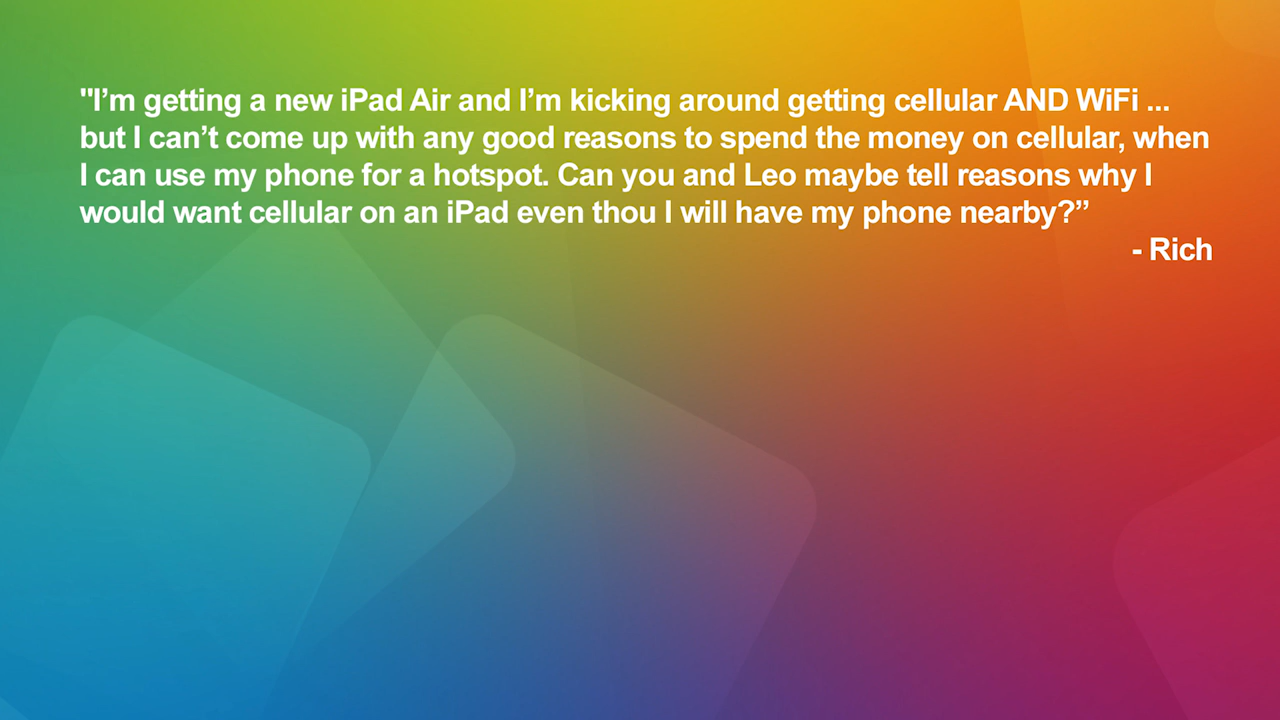 "I’m getting a new iPad Air and I’m kicking around getting cellular AND WiFi ...
but I can’t come up with any good reasons to spend the money on cellular, when
I can use my phone for a hotspot. Can you and Leo maybe tell reasons why I
would want cellular on an iPad even thou I will have my phone nearby?”
- Rich